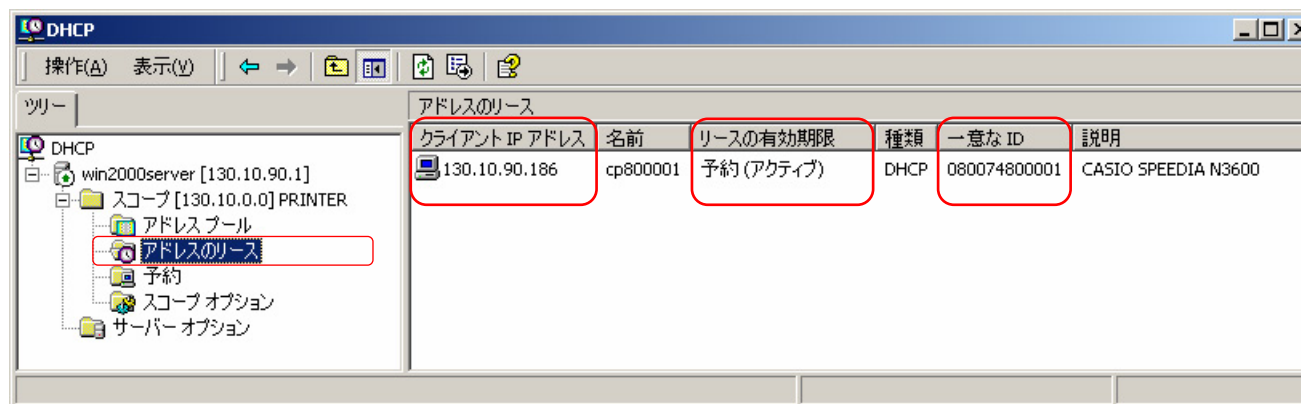 DHCP
操作(A) 表示(V)
ツリー
アドレスのリース
DHCP
win2000server [130.10.90.1]
スコープ [130.10.0.0] PRINTER
アドレス プール
アドレスのリース
予約
スコープ オプション
サーバー オプション
クライアント IP アドレス 名前 リースの有効期限 種類 一意な ID 説明
130.10.90.186 cp800001 予約 (アクティブ) DHCP 080074800001 CASIO SPEEDIA N3600